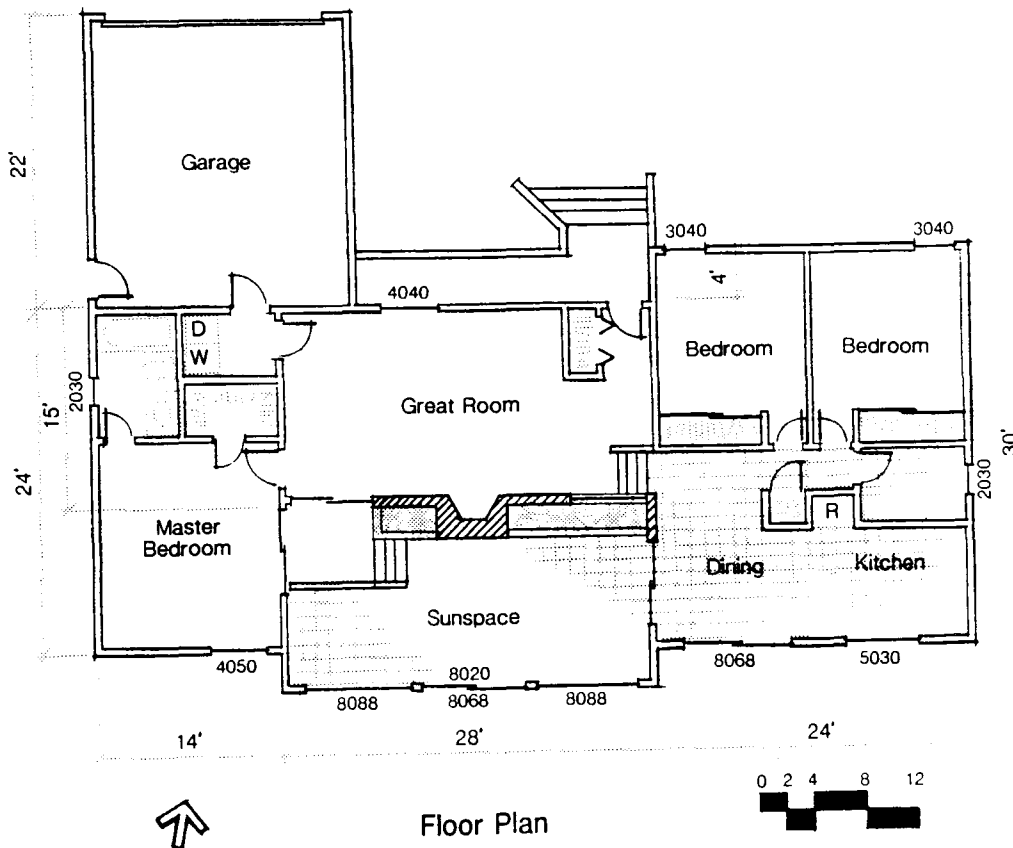 22'
Garage
3040
3040
4'
4040
D
W
Bedroom
Bedroom
2030
15'
Great Room
30'
24'
2030
Master
Bedroom
R
Dining
Kitchen
Sunspace
4050
8020
8088
8068
8088
8068
5030
14'
28'
24'
0 2 4 8 12
Floor Plan